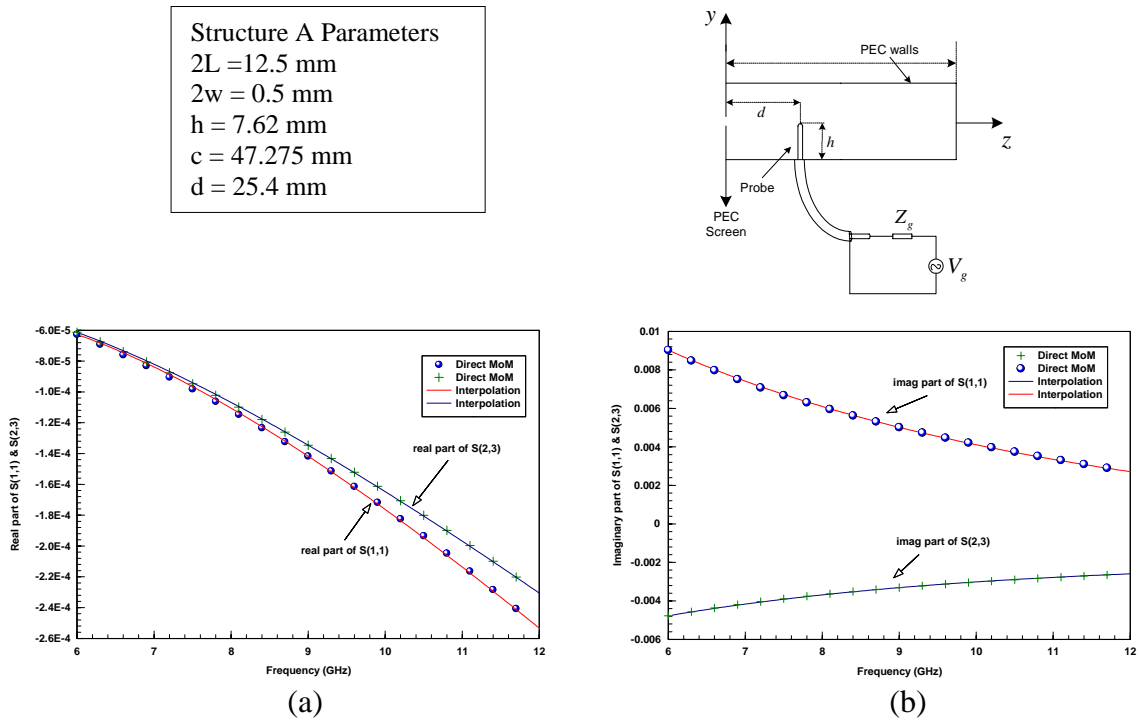 Structure A Parameters
2L =12.5 mm
2w = 0.5 mm
h = 7.62 mm
c = 47.275 mm
d = 25.4 mm
y
PEC walls
d
h
z
Probe
PEC
Screen
Z_g
V_g
-6.0E-5
-8.0E-5
-1.0E-4
-1.2E-4
-1.4E-4
-1.6E-4
-1.8E-4
-2.0E-4
-2.2E-4
-2.4E-4
-2.6E-4
Real part of S(1,1) & S(2,3)
Direct MoM
Direct MoM
Interpolation
Interpolation
real part of S(2,3)
real part of S(1,1)
6 7 8 9 10 11 12
Frequency (GHz)
(a)
0.01
0.008
0.006
0.004
0.002
0
-0.002
-0.004
-0.006
Imaginary part of S(1,1) & S(2,3)
Direct MoM
Direct MoM
Interpolation
Interpolation
imag part of S(1,1)
imag part of S(2,3)
6 7 8 9 10 11 12
Frequency (GHz)
(b)